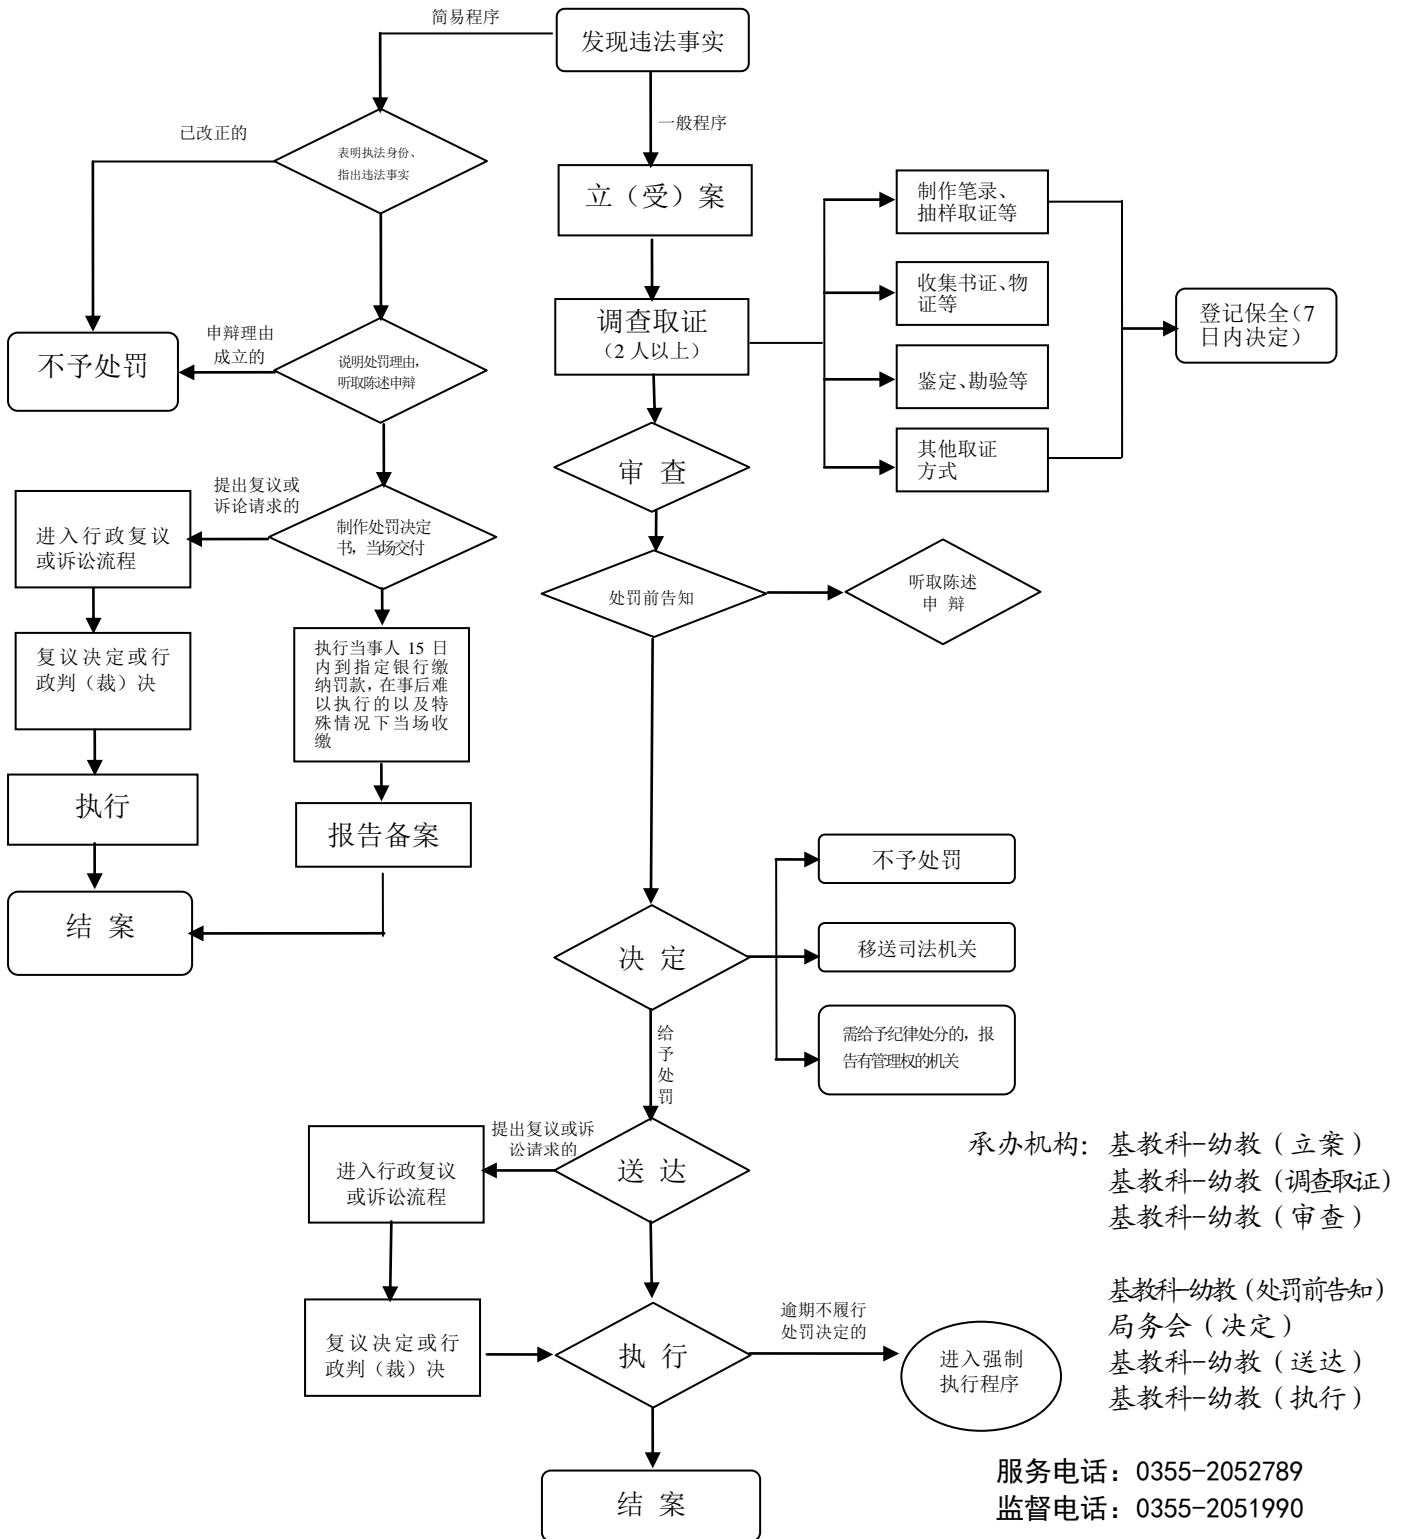 简易程序
发现违法事实
一般程序
已改正的
表明执法身份、
指出违法事实
立（受）案
制作笔录、
抽样取证等
收集书证、物
证等
登记保全（7
日内决定）
调查取证
（2 人以上）
申辩理由
成立的
不予处罚
说明处罚理由，
听取陈述申辩
鉴定、勘验等
其他取证
方式
审 查
提出复议或
诉论请求的
进入行政复议
或诉讼流程
制作处罚决定
书，当场交付
处罚前告知
听取陈述
申 辩
复议决定或行
政判（裁）决
执行当事人 15 日
内到指定银行缴
纳罚款，在事后难
以执行的以及特
殊情况下当场收
缴
执行
报告备案
结 案
不予处罚
决 定
移送司法机关
需给予纪律处分的，报
告有管理权的机关
给
予
处
罚
提出复议或诉
讼请求的
进入行政复议
或诉讼流程
送 达
承办机构：基教科-幼教（立案）
基教科-幼教（调查取证）
基教科-幼教（审查）
基教科-幼教（处罚前告知）
局务会（决定）
基教科-幼教（送达）
基教科-幼教（执行）
复议决定或行
政判（裁）决
执 行
逾期不履行
处罚决定的
进入强制
执行程序
结 案
服务电话：0355-2052789
监督电话：0355-2051990